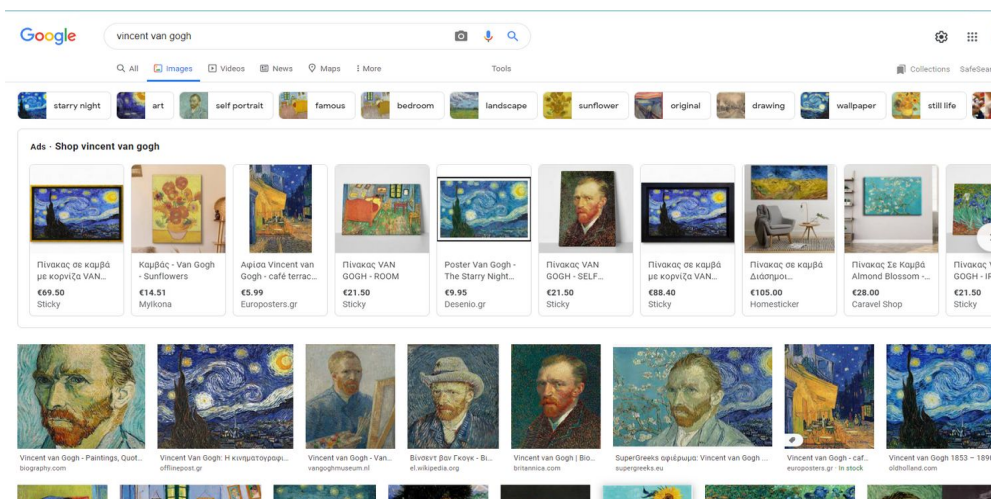 Google
vincent van gogh
All
Images
Videos
News
Maps
More
Tools
Collections
SafeSear
starry night
art
self portrait
famous
bedroom
landscape
sunflower
original
drawing
wallpaper
still life
Ads · Shop vincent van gogh
Πίνακας σε καμβά
με κορνίζα VAN...
€69.50
Sticky
Καμβάς - Van Gogh
- Sunflowers
€14.51
Mylkona
Αφίσα Vincent van
Gogh - café terrac...
€5.99
Europosters.gr
Πίνακας VAN
GOGH - ROOM
€21.50
Sticky
Poster Van Gogh -
The Starry Night...
€9.95
Desenio.gr
Πίνακας VAN
GOGH - SELF...
€21.50
Sticky
Πίνακας σε καμβά
με κορνίζα VAN...
€88.40
Sticky
Πίνακας σε καμβά
Διάσημοι...
€105.00
Homesticker
Πίνακας Σε Καμβά
Almond Blossom -...
€28.00
Caravel Shop
Πίνακας V
GOGH - IR
€21.50
Sticky
Vincent van Gogh - Paintings, Quot...
biography.com
Vincent Van Gogh: Η κινηματογραφι...
offlinepost.gr
Vincent van Gogh - Van...
vangoghmuseum.nl
Βίνσεντ βαν Γκογκ - Βι...
el.wikipedia.org
Vincent van Gogh | Bio...
britannica.com
SuperGreeks αφιέρωμα: Vincent van Gogh ...
supergreeks.eu
Vincent van Gogh - caf...
europosters.gr · In stock
Vincent van Gogh 1853 – 1890
oldholland.com